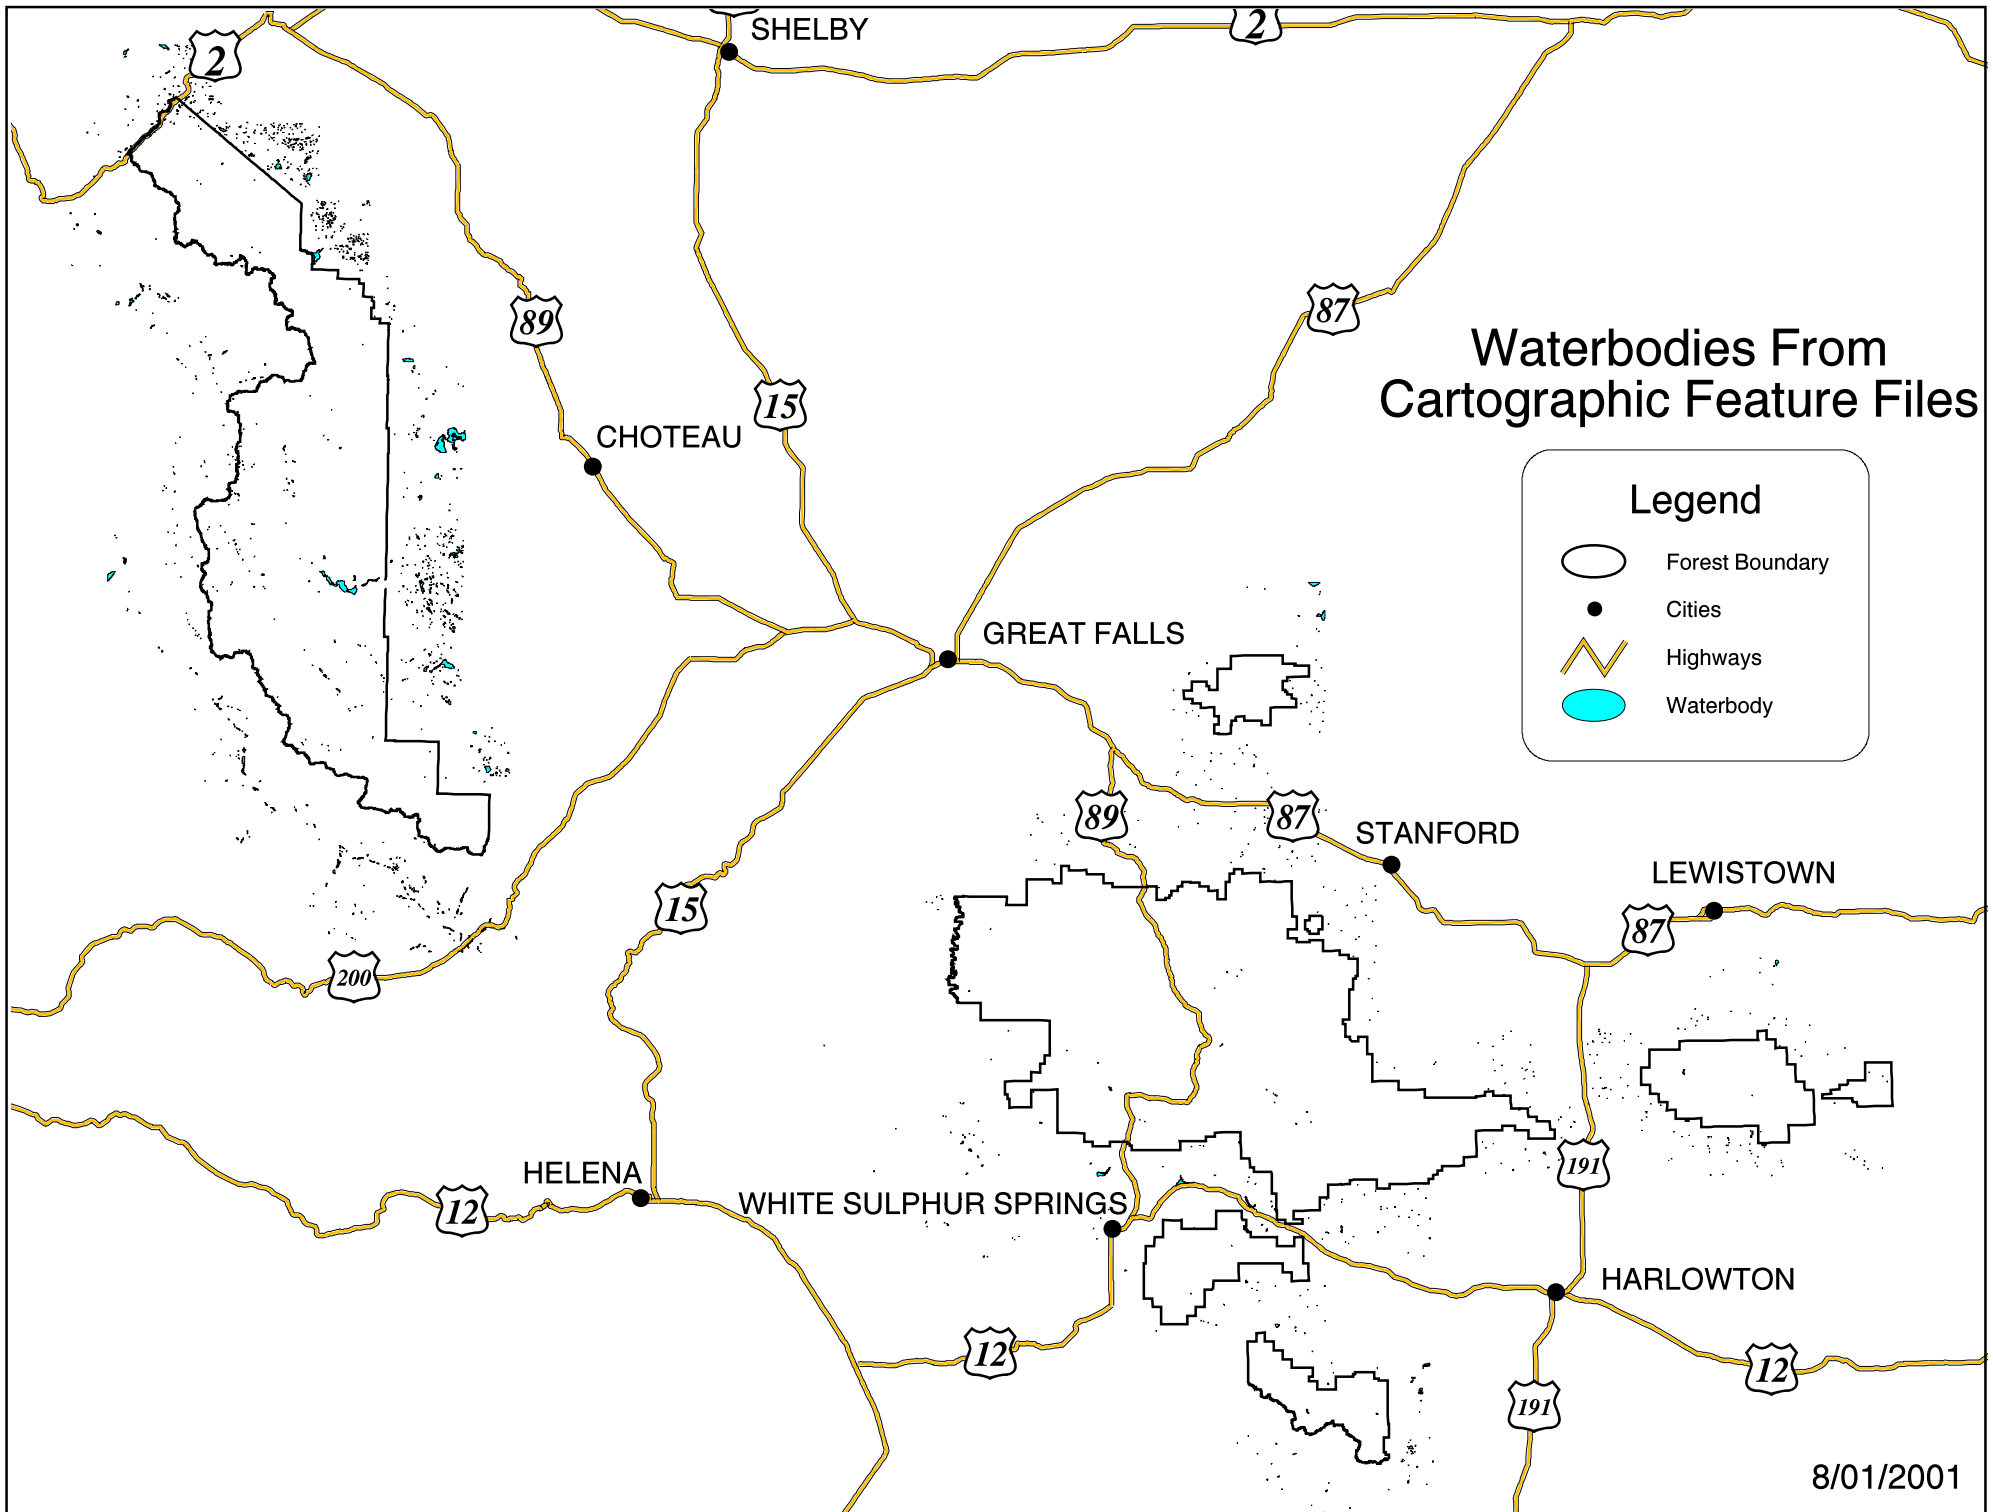 SHELBY
2
2
89
87
15
Waterbodies From
Cartographic Feature Files
CHOTEAU
Legend
Forest Boundary
Cities
Highways
Waterbody
GREAT FALLS
89
87
STANFORD
LEWISTOWN
15
87
200
HELENA
191
12
WHITE SULPHUR SPRINGS
HARLOWTON
12
12
191
8/01/2001